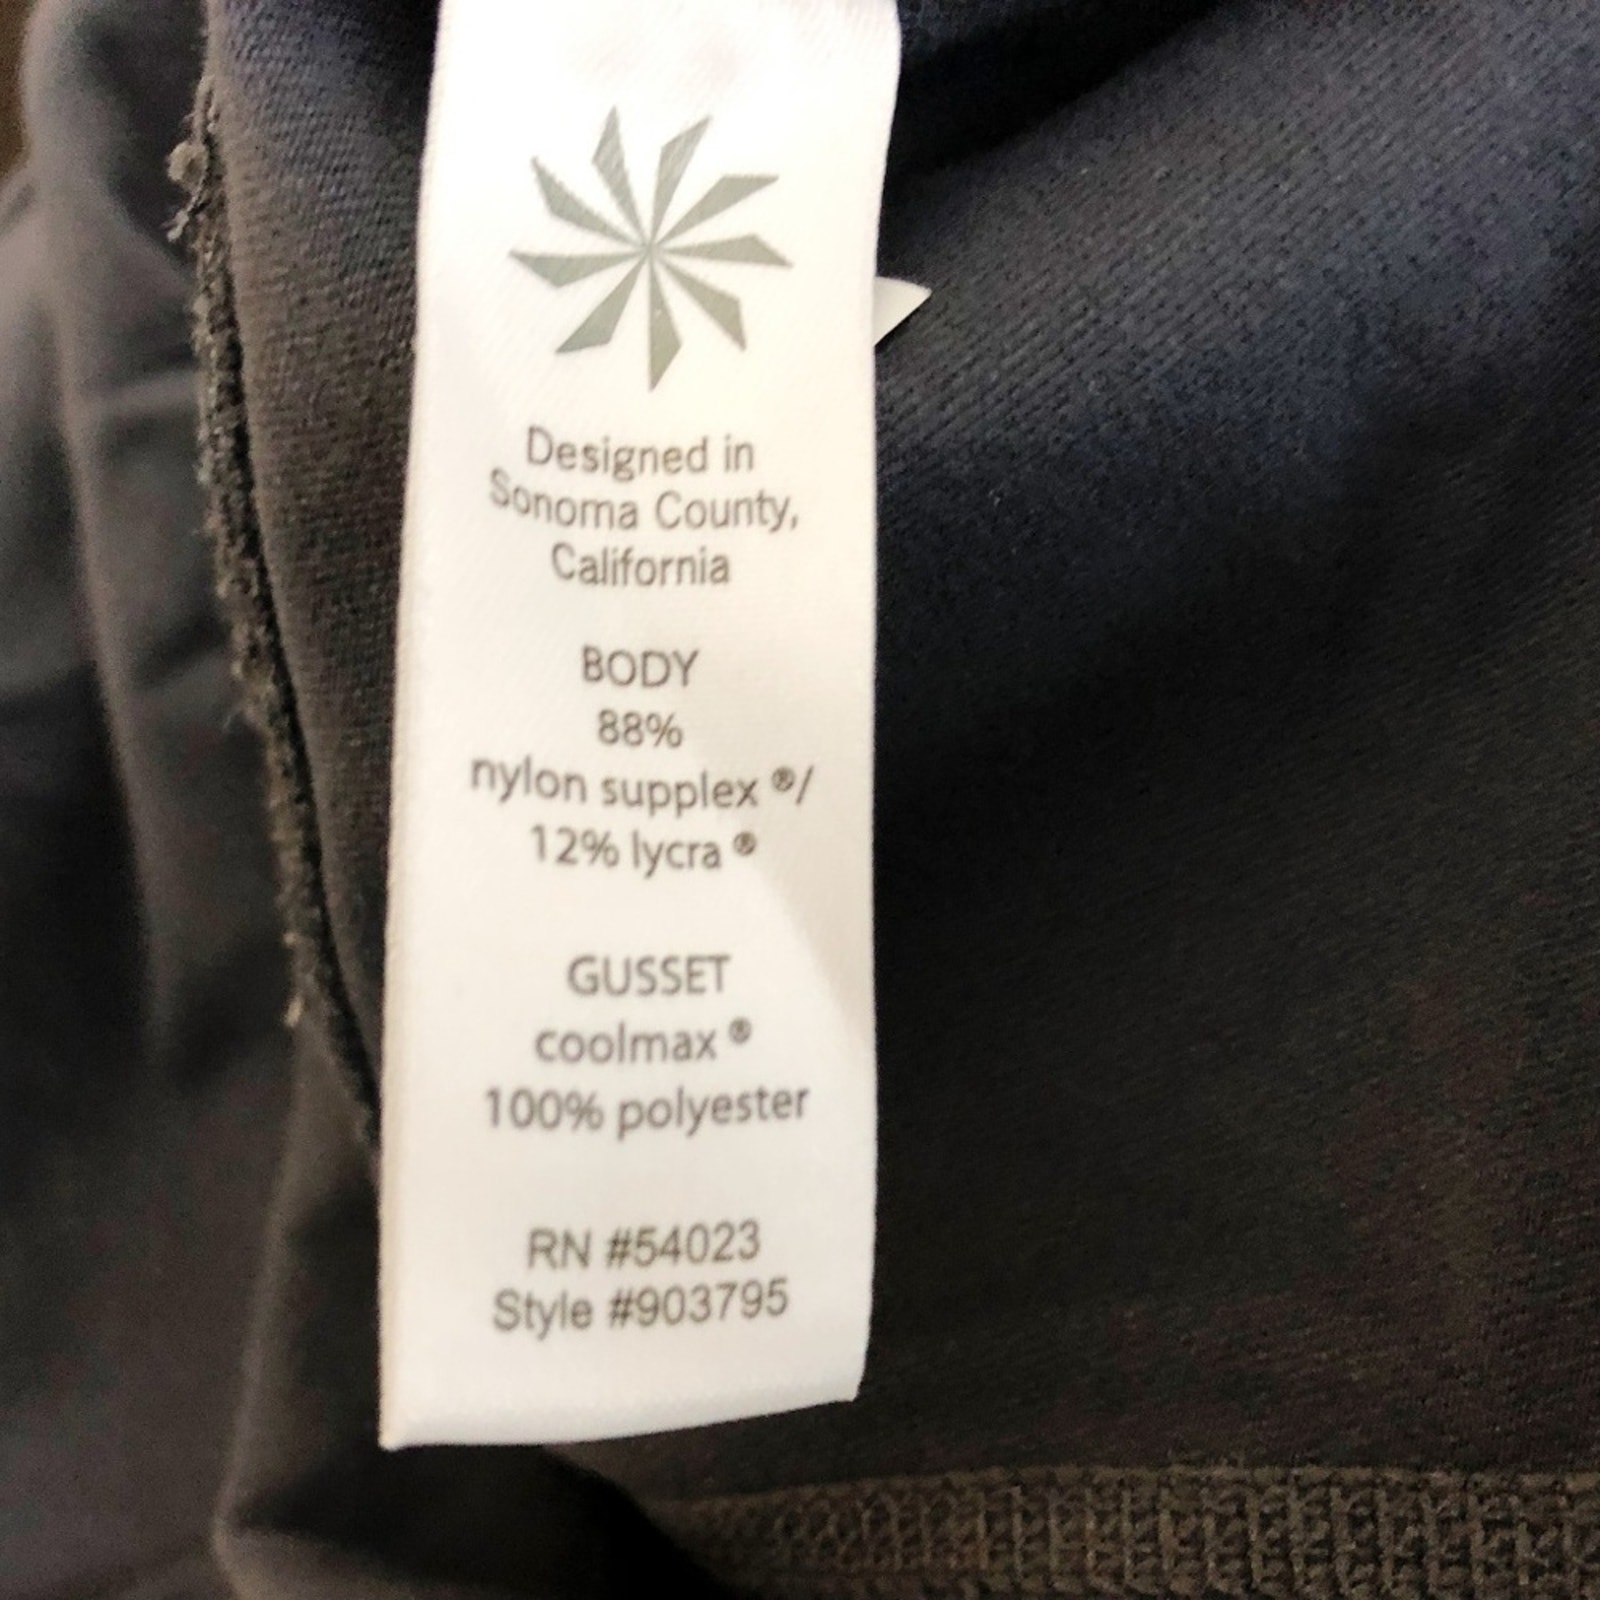 Designed in
Sonoma County,
California
BODY
88%
nylon supplex ®/
12% lycra ®
GUSSET
coolmax ®
100% polyester
RN #54023
Style #903795